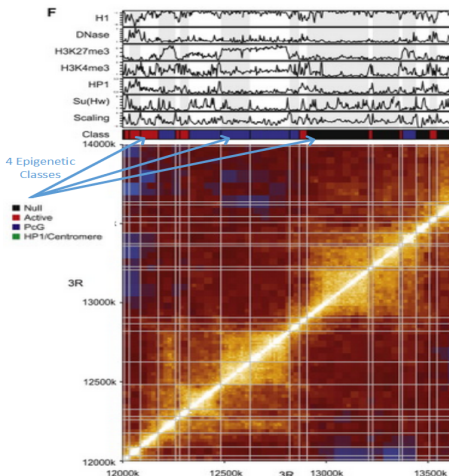 F
H1
DNase
H3K27me3
H3K4me3
HP1
Su(Hw)
Scaling
Class
14000k
4 Epigenetic
Classes
Null
Active
PcG
HP1/Centromere
3R
13000k
12500k
12000k
12000k 12500k 13000k 13500k
3R